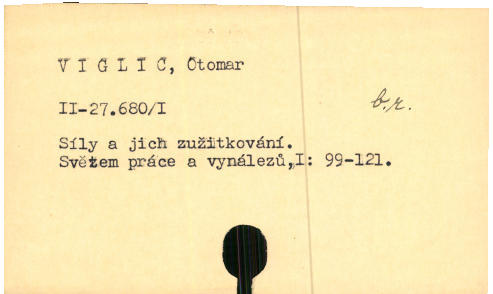 V I G L I C, Otomar
II-27.680/I
b.r.
Síly a jich zužitkování.
Světem práce a vynálezů,I: 99-121.